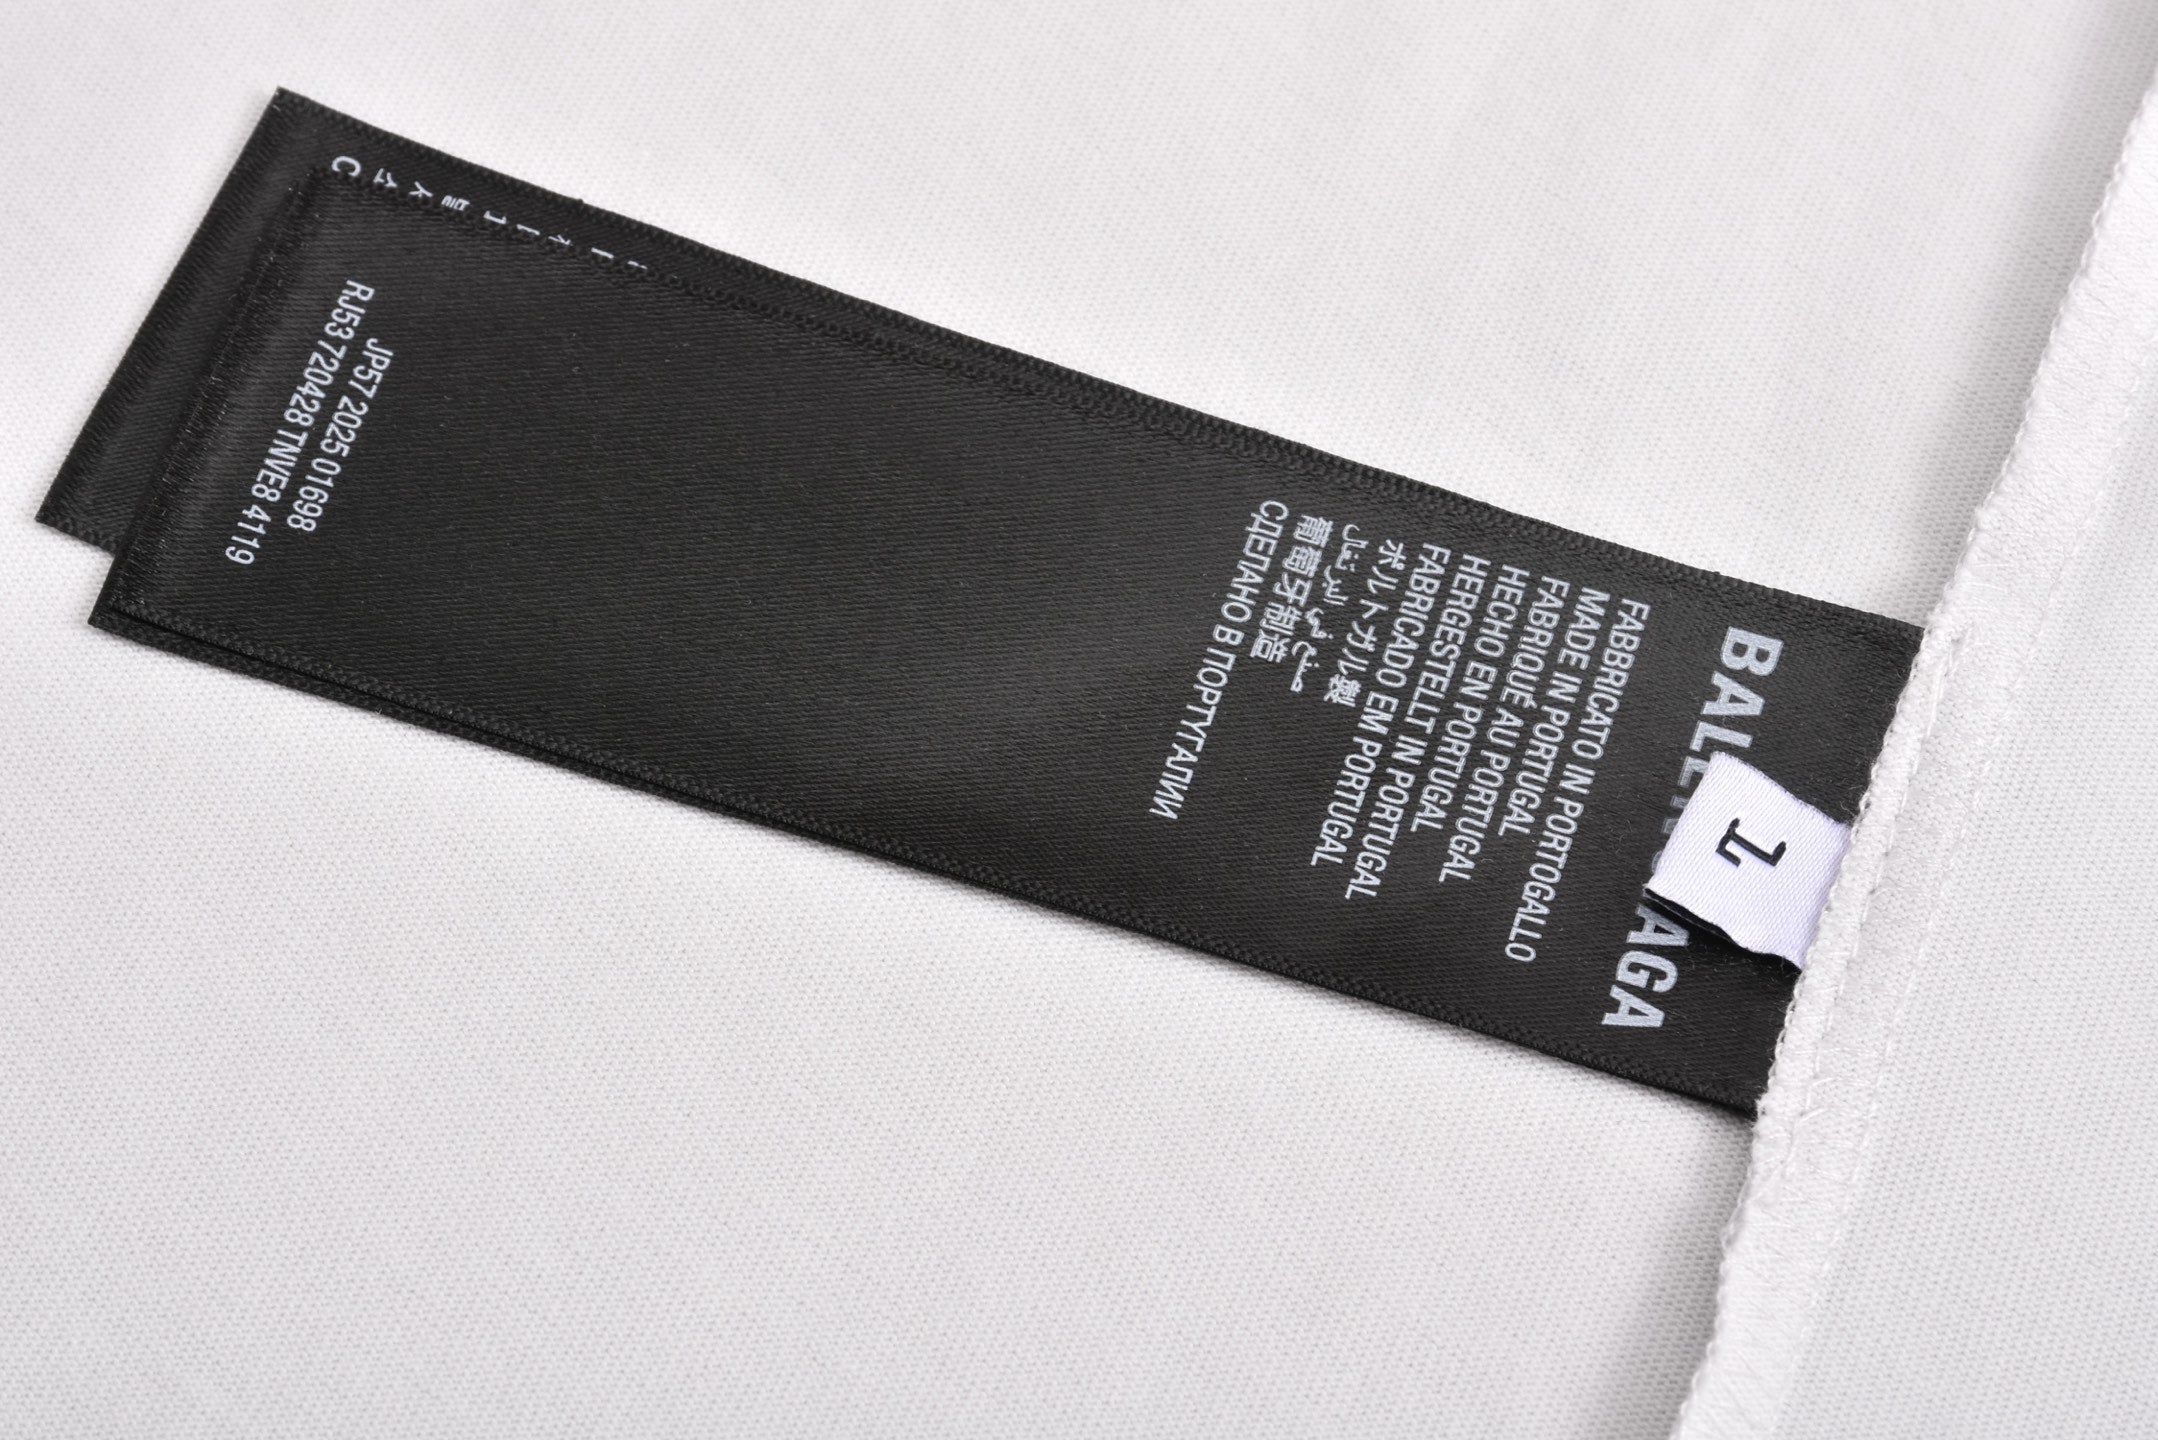 BALENCIAGA
L
FABBRICATO IN PORTOGALLO
MADE IN PORTUGAL
FABRIQUÉ AU PORTUGAL
HECHO EN PORTUGAL
HERGESTELLT IN PORTUGAL
FABRICADO EM PORTUGAL
ポルトガル製
صنع في البرتغال
葡萄牙制造
СДЕЛАНО В ПОРТУГАЛИИ
JP57 2025 01698
RJ53 720428 TNVE8 4119